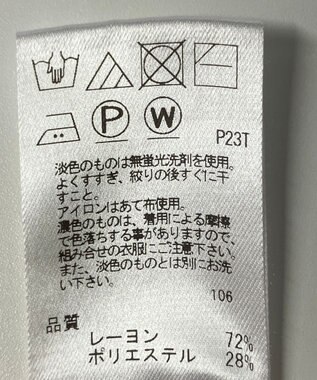 P W P23T
淡色のものは無蛍光洗剤を使用。
よくすすぎ、絞りの後すぐに干
すこと。
アイロンはあて布使用。
濃色のものは、着用による摩擦
で色落ちする事がありますので、
組み合せの衣服にご注意下さい。
また、淡色のものとは別にお洗
い下さい。
106
品質
レーヨン 72%
ポリエステル 28%